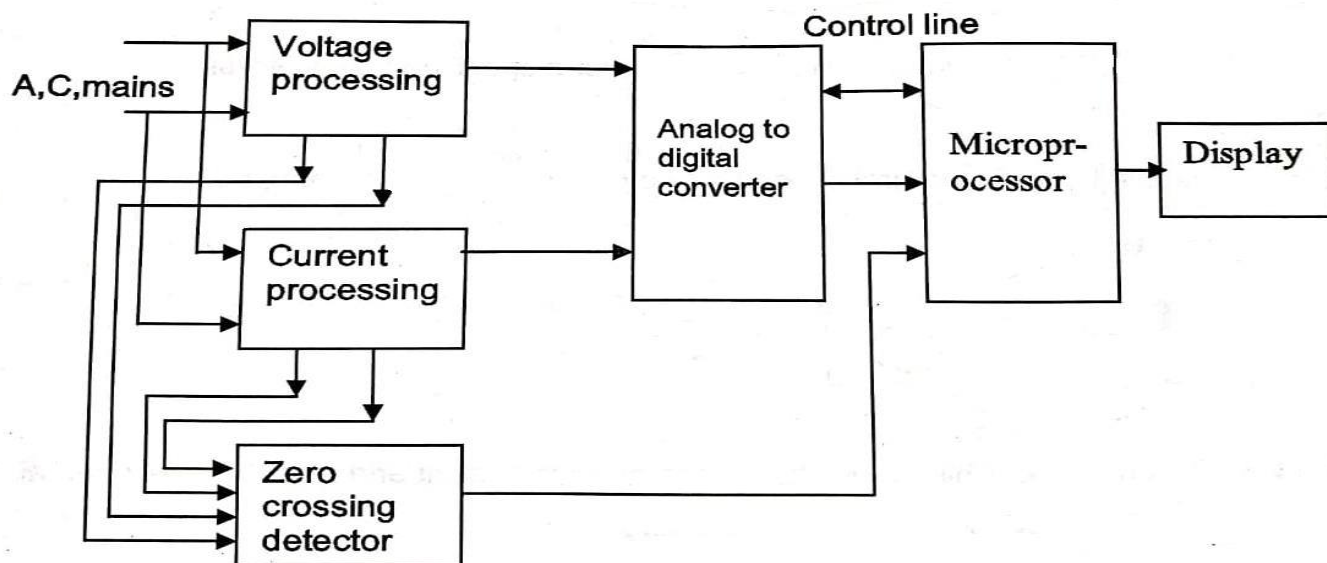 Control line
Voltage
processing
A,C,mains
Analog to
digital
converter
Micropr-
ocessor
Display
Current
processing
Zero
crossing
detector